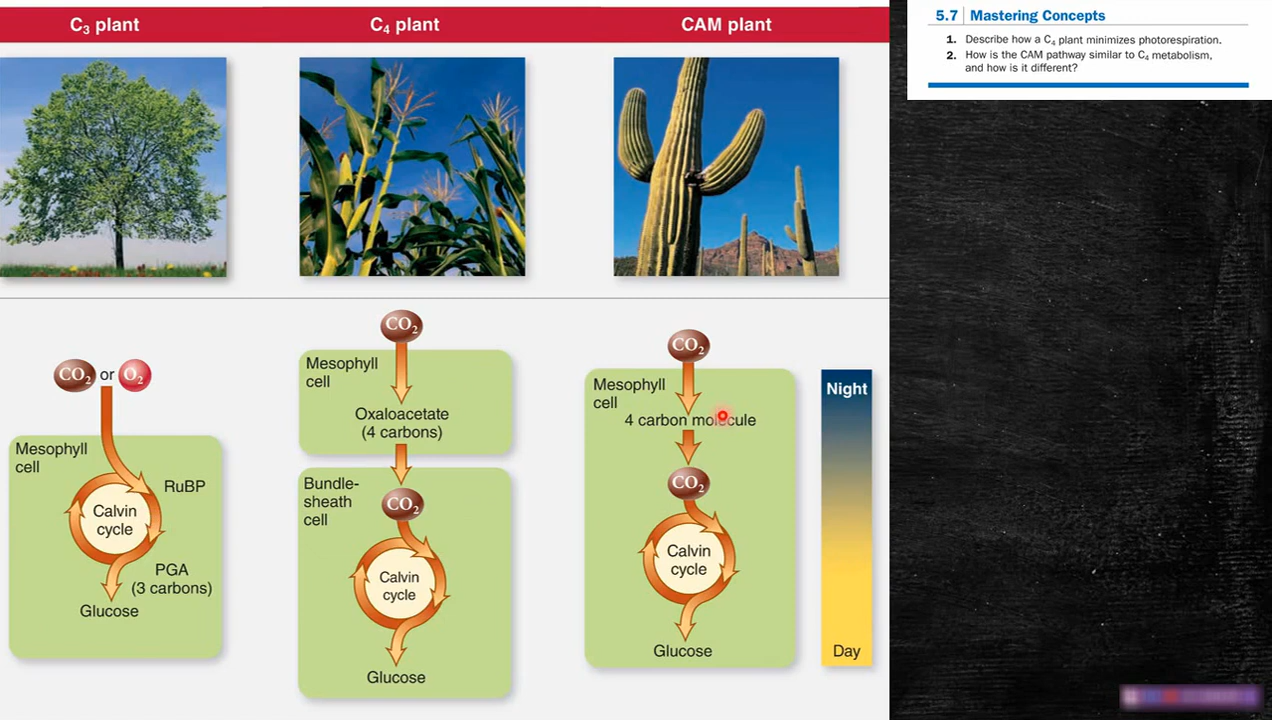 C₃ plant
C₄ plant
CAM plant
5.7 Mastering Concepts
1. Describe how a C₄ plant minimizes photorespiration.
2. How is the CAM pathway similar to C₄ metabolism,
and how is it different?
CO₂ or O₂
Mesophyll
cell
RuBP
Calvin
cycle
PGA
(3 carbons)
Glucose
CO₂
Mesophyll
cell
Oxaloacetate
(4 carbons)
Bundle-
sheath
cell
CO₂
Calvin
cycle
Glucose
CO₂
Mesophyll
cell
4 carbon molecule
CO₂
Calvin
cycle
Glucose
Night
Day